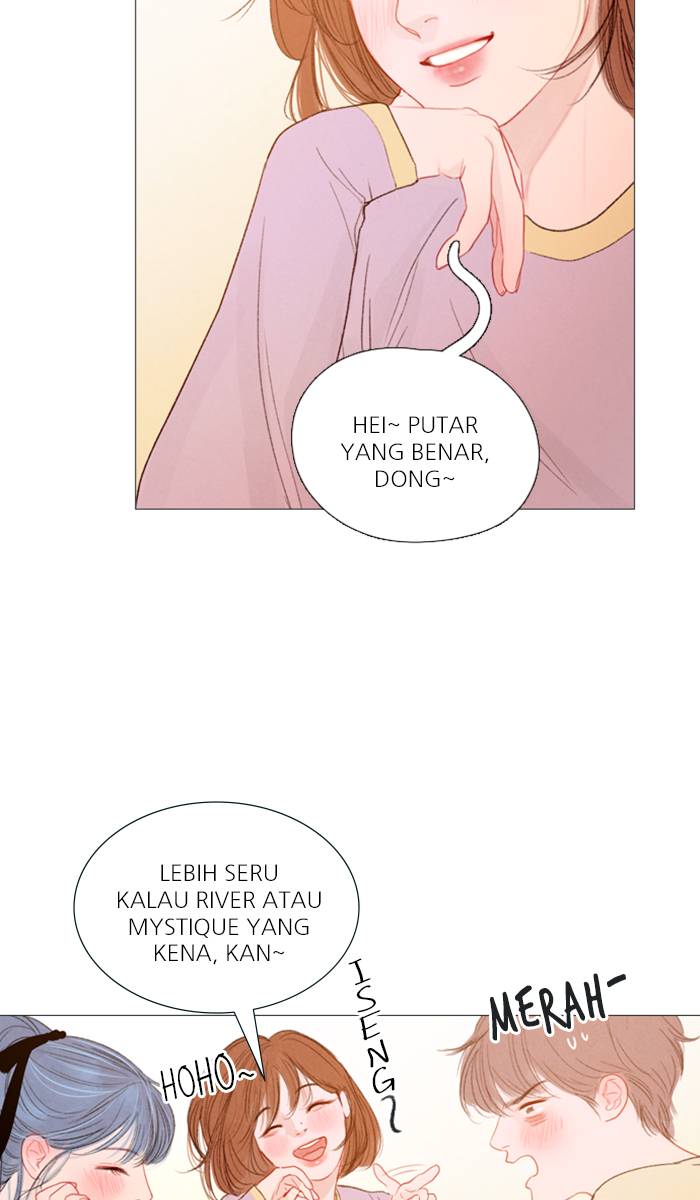 HEI~ PUTAR
YANG BENAR,
DONG~
LEBIH SERU
KALAU RIVER ATAU
MYSTIQUE YANG
KENA, KAN~
ISENG~
MERAH~
HOHO~